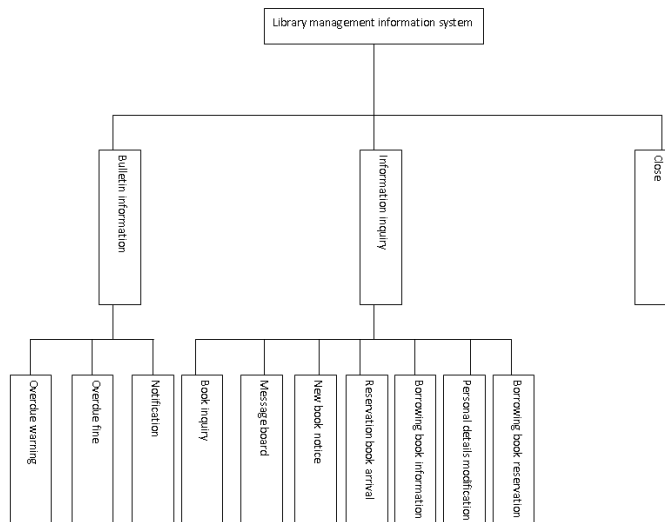 Library management information system
Bulletin information
Information inquiry
Close
Overdue warning
Overdue fine
Notification
Book inquiry
Message board
New book notice
Reservation book arrival
Borrowing book information
Personal details modification
Borrowing book reservation